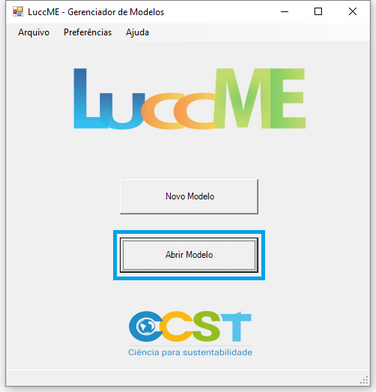 LuccME - Gerenciador de Modelos
Arquivo Preferências Ajuda
LuccME
Novo Modelo
Abrir Modelo
CCST
Ciência para sustentabilidade